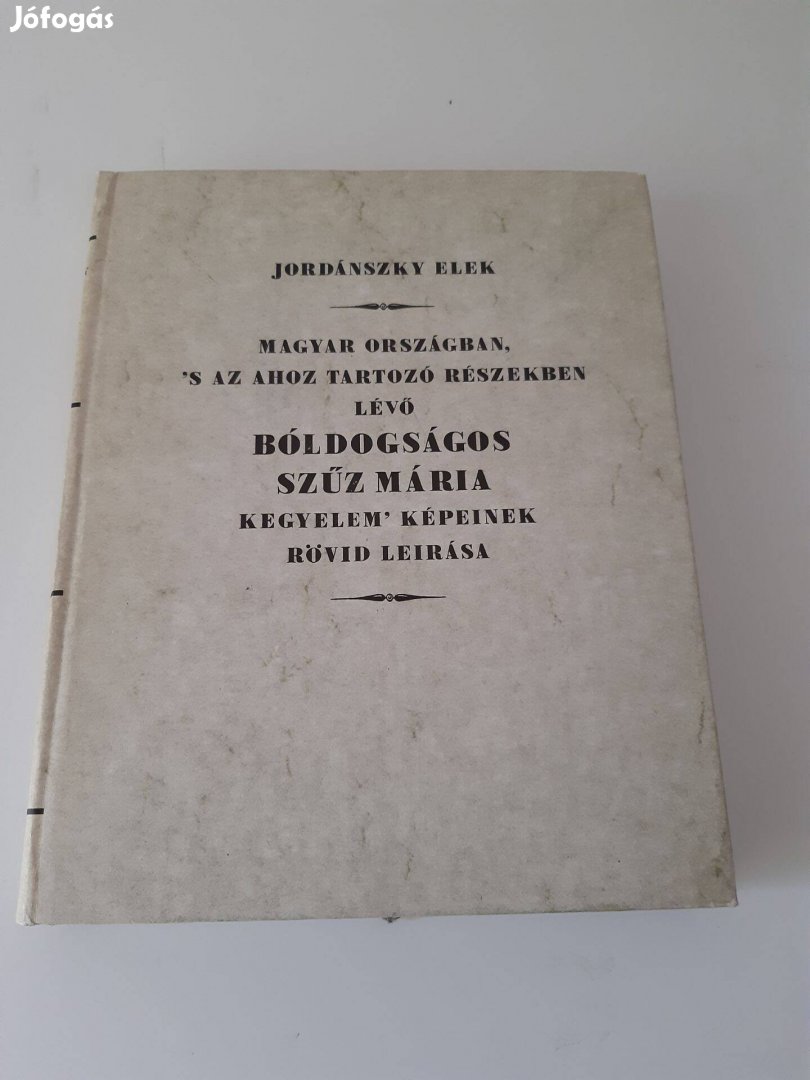 Jófogás
JORDÁNSZKY ELEK
MAGYAR ORSZÁGBAN,
'S AZ AHOZ TARTOZÓ RÉSZEKBEN
LÉVŐ
BÓLDOGSÁGOS
SZŰZ MÁRIA
KEGYELEM' KÉPEINEK
RÖVID LEIRÁSA